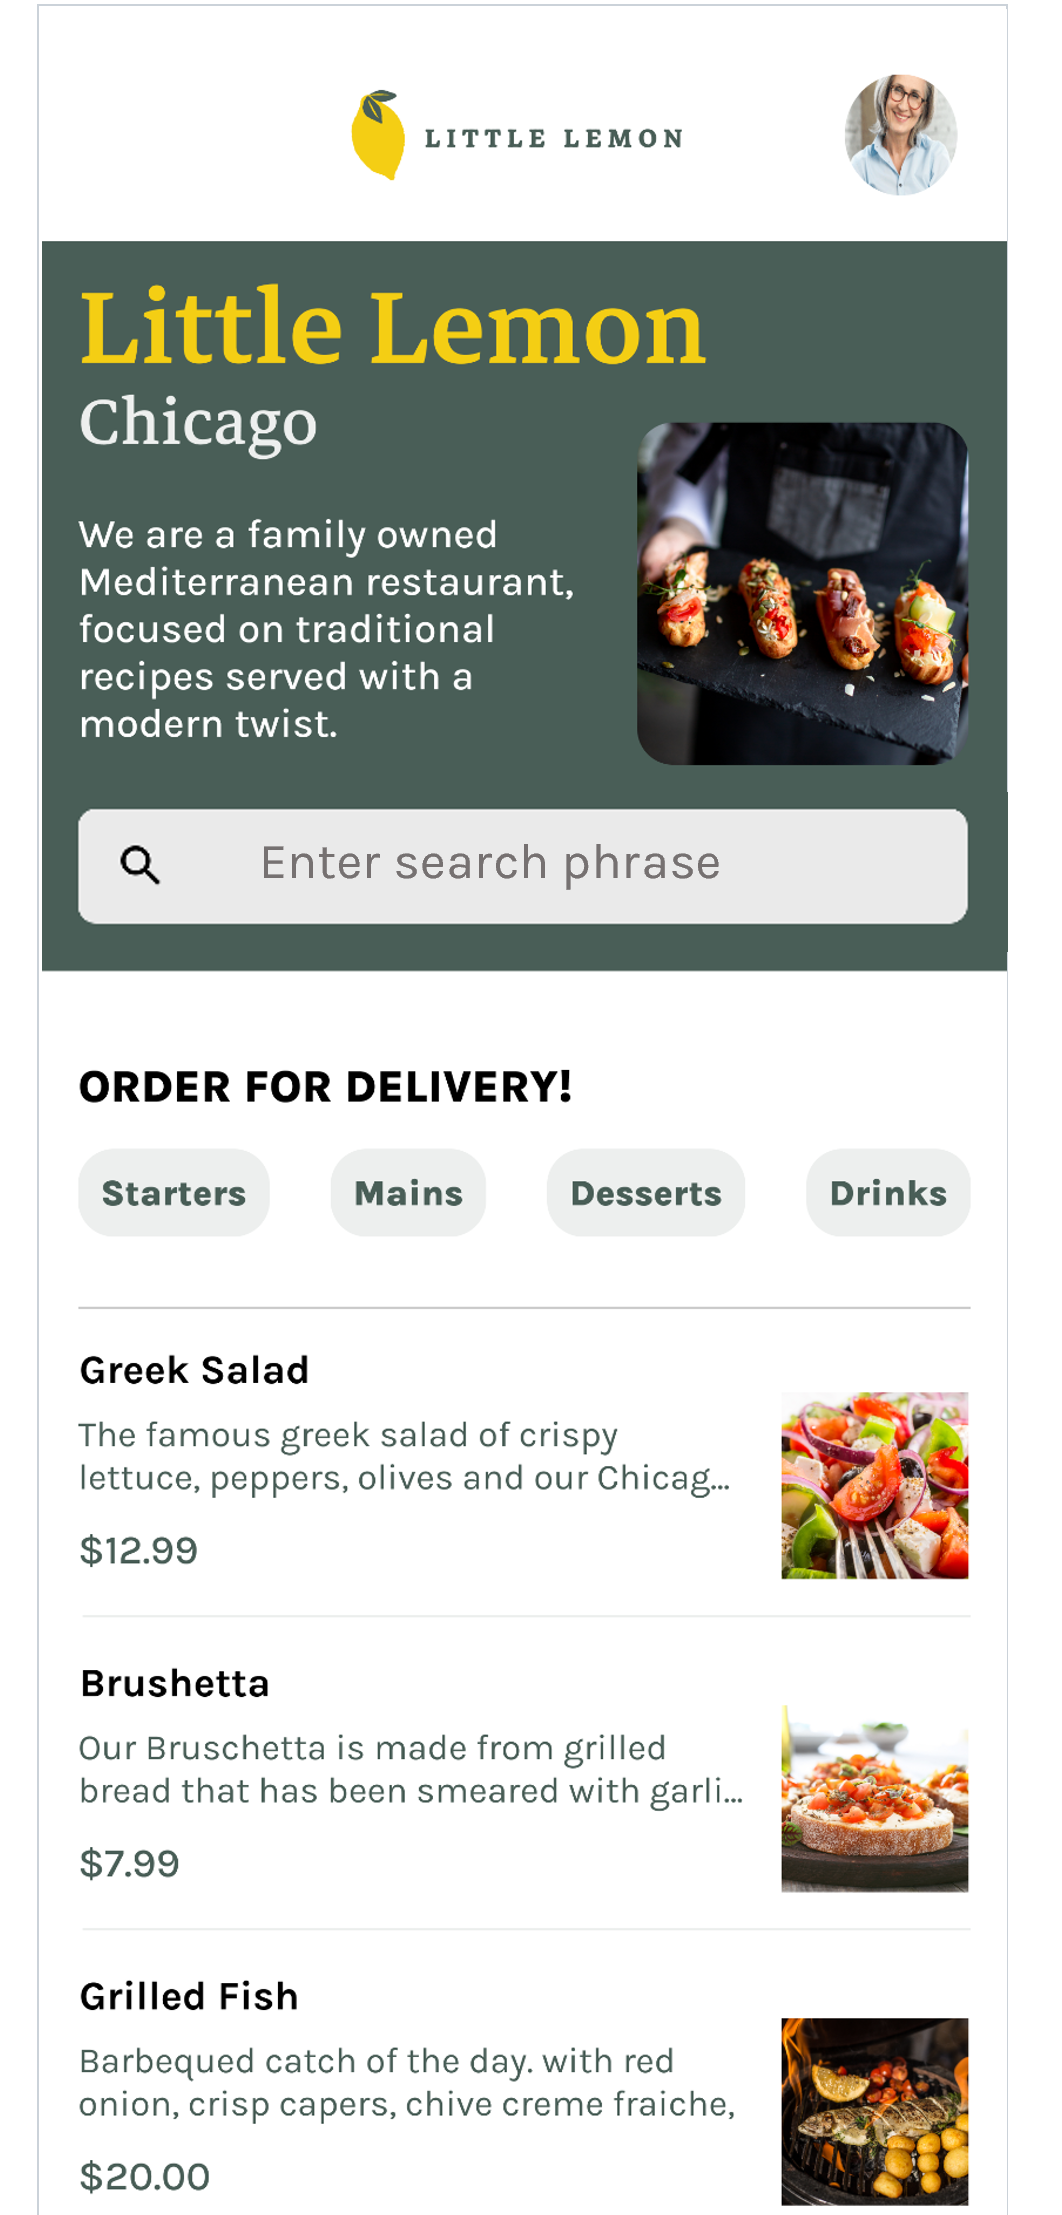 LITTLE LEMON
Little Lemon
Chicago
We are a family owned
Mediterranean restaurant,
focused on traditional
recipes served with a
modern twist.
Enter search phrase
ORDER FOR DELIVERY!
Starters Mains Desserts Drinks
Greek Salad
The famous greek salad of crispy
lettuce, peppers, olives and our Chicag...
$12.99
Brushetta
Our Bruschetta is made from grilled
bread that has been smeared with garli...
$7.99
Grilled Fish
Barbequed catch of the day. with red
onion, crisp capers, chive creme fraiche,
$20.00